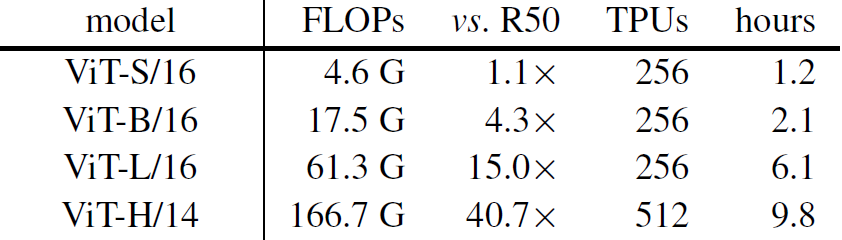 model FLOPs vs. R50 TPUs hours
ViT-S/16 4.6 G 1.1× 256 1.2
ViT-B/16 17.5 G 4.3× 256 2.1
ViT-L/16 61.3 G 15.0× 256 6.1
ViT-H/14 166.7 G 40.7× 512 9.8